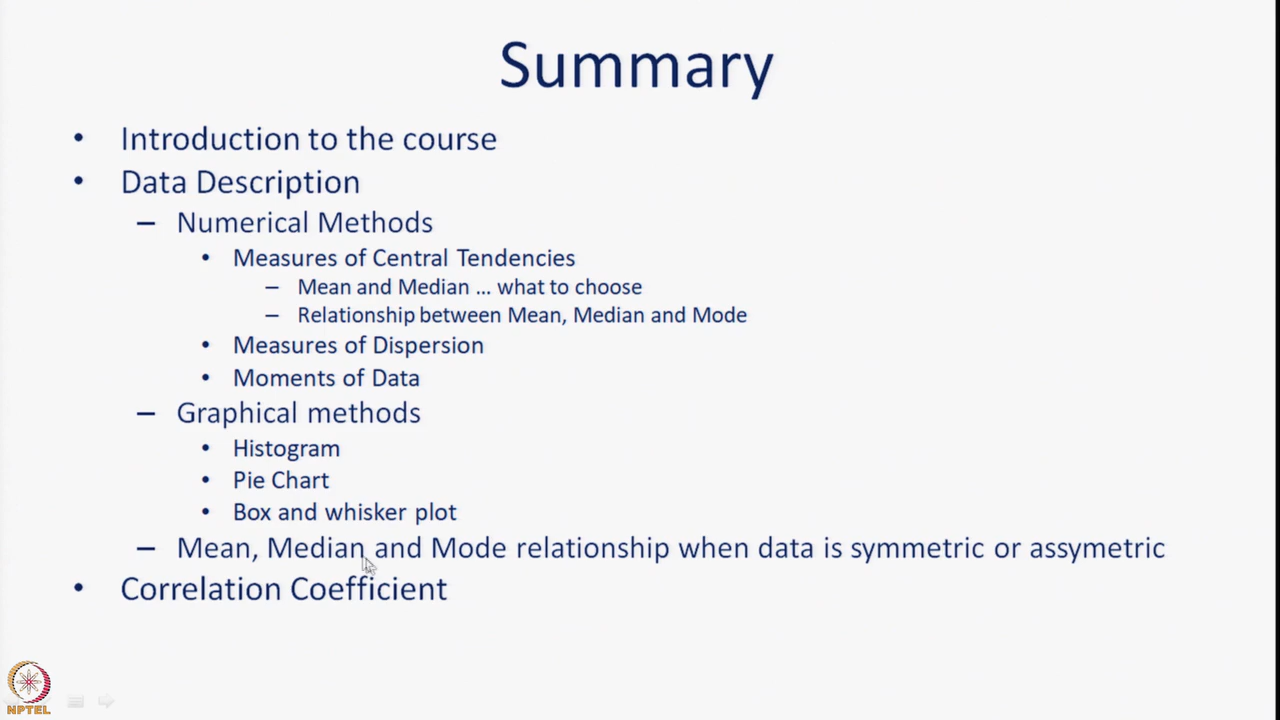 Summary
• Introduction to the course
• Data Description
– Numerical Methods
• Measures of Central Tendencies
– Mean and Median ... what to choose
– Relationship between Mean, Median and Mode
• Measures of Dispersion
• Moments of Data
– Graphical methods
• Histogram
• Pie Chart
• Box and whisker plot
– Mean, Median and Mode relationship when data is symmetric or assymetric
• Correlation Coefficient
NPTEL